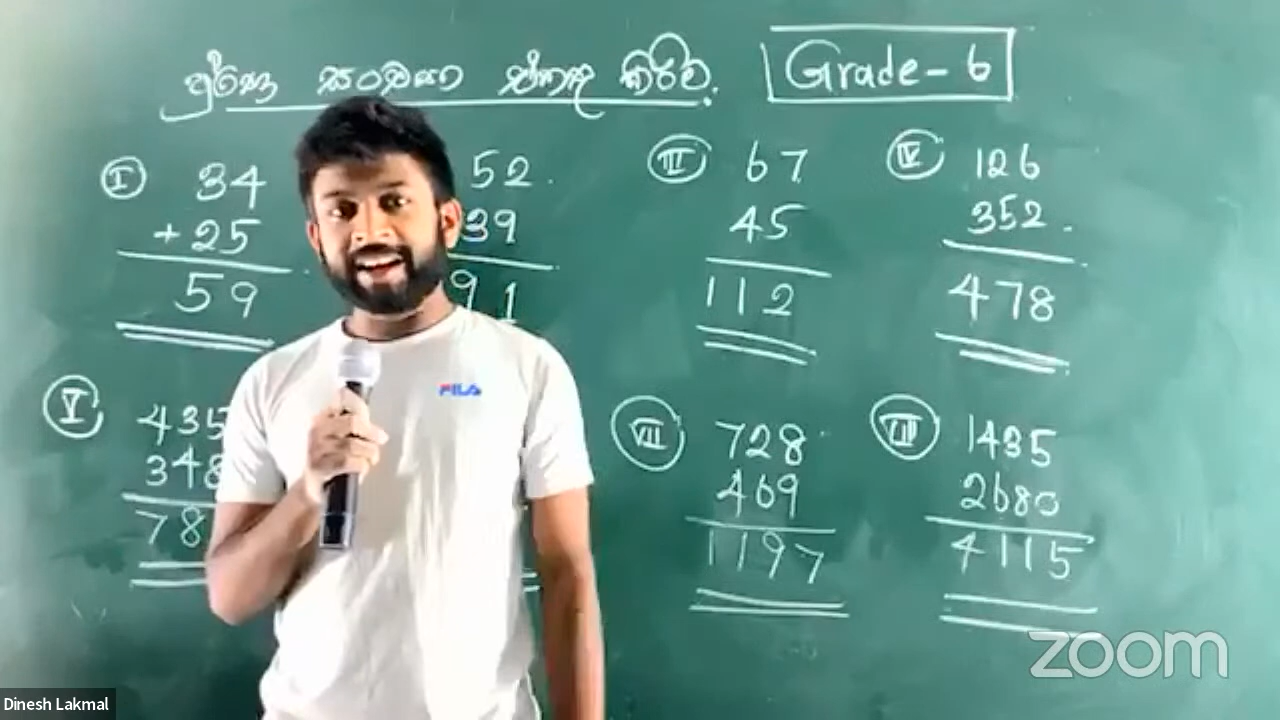 කිරීම. Grade - 6
I 34 52. III 67 IV 126
+25 39 45 352.
59 91 112 478
V 435 VII 728 VIII 1435
348 469 2680
78 1197 4115
FILA
zoom
Dinesh Lakmal